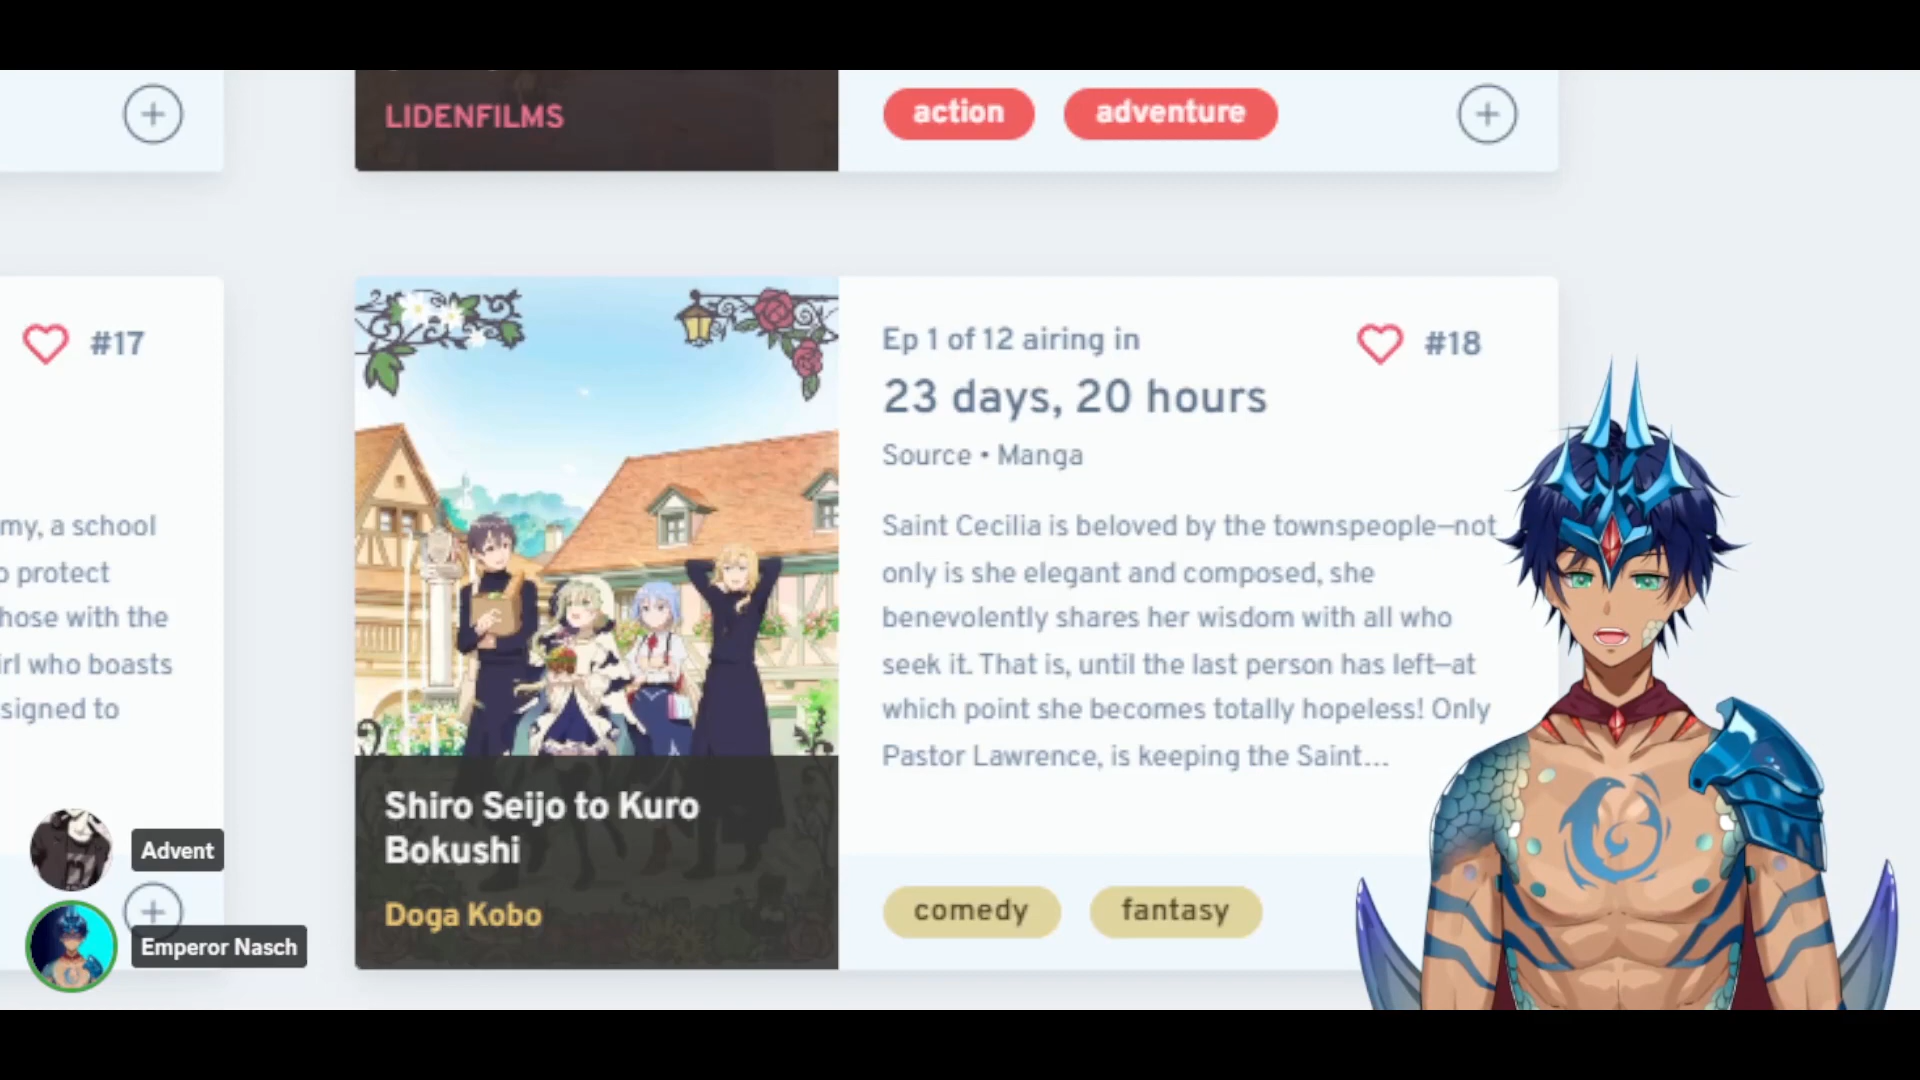 LIDENFILMS
action
adventure
#17
my, a school
o protect
hose with the
irl who boasts
signed to
Ep 1 of 12 airing in
#18
23 days, 20 hours
Source • Manga
Saint Cecilia is beloved by the townspeople—not
only is she elegant and composed, she
benevolently shares her wisdom with all who
seek it. That is, until the last person has left—at
which point she becomes totally hopeless! Only
Pastor Lawrence, is keeping the Saint...
Shiro Seijo to Kuro
Bokushi
Doga Kobo
comedy
fantasy
Advent
Emperor Nasch